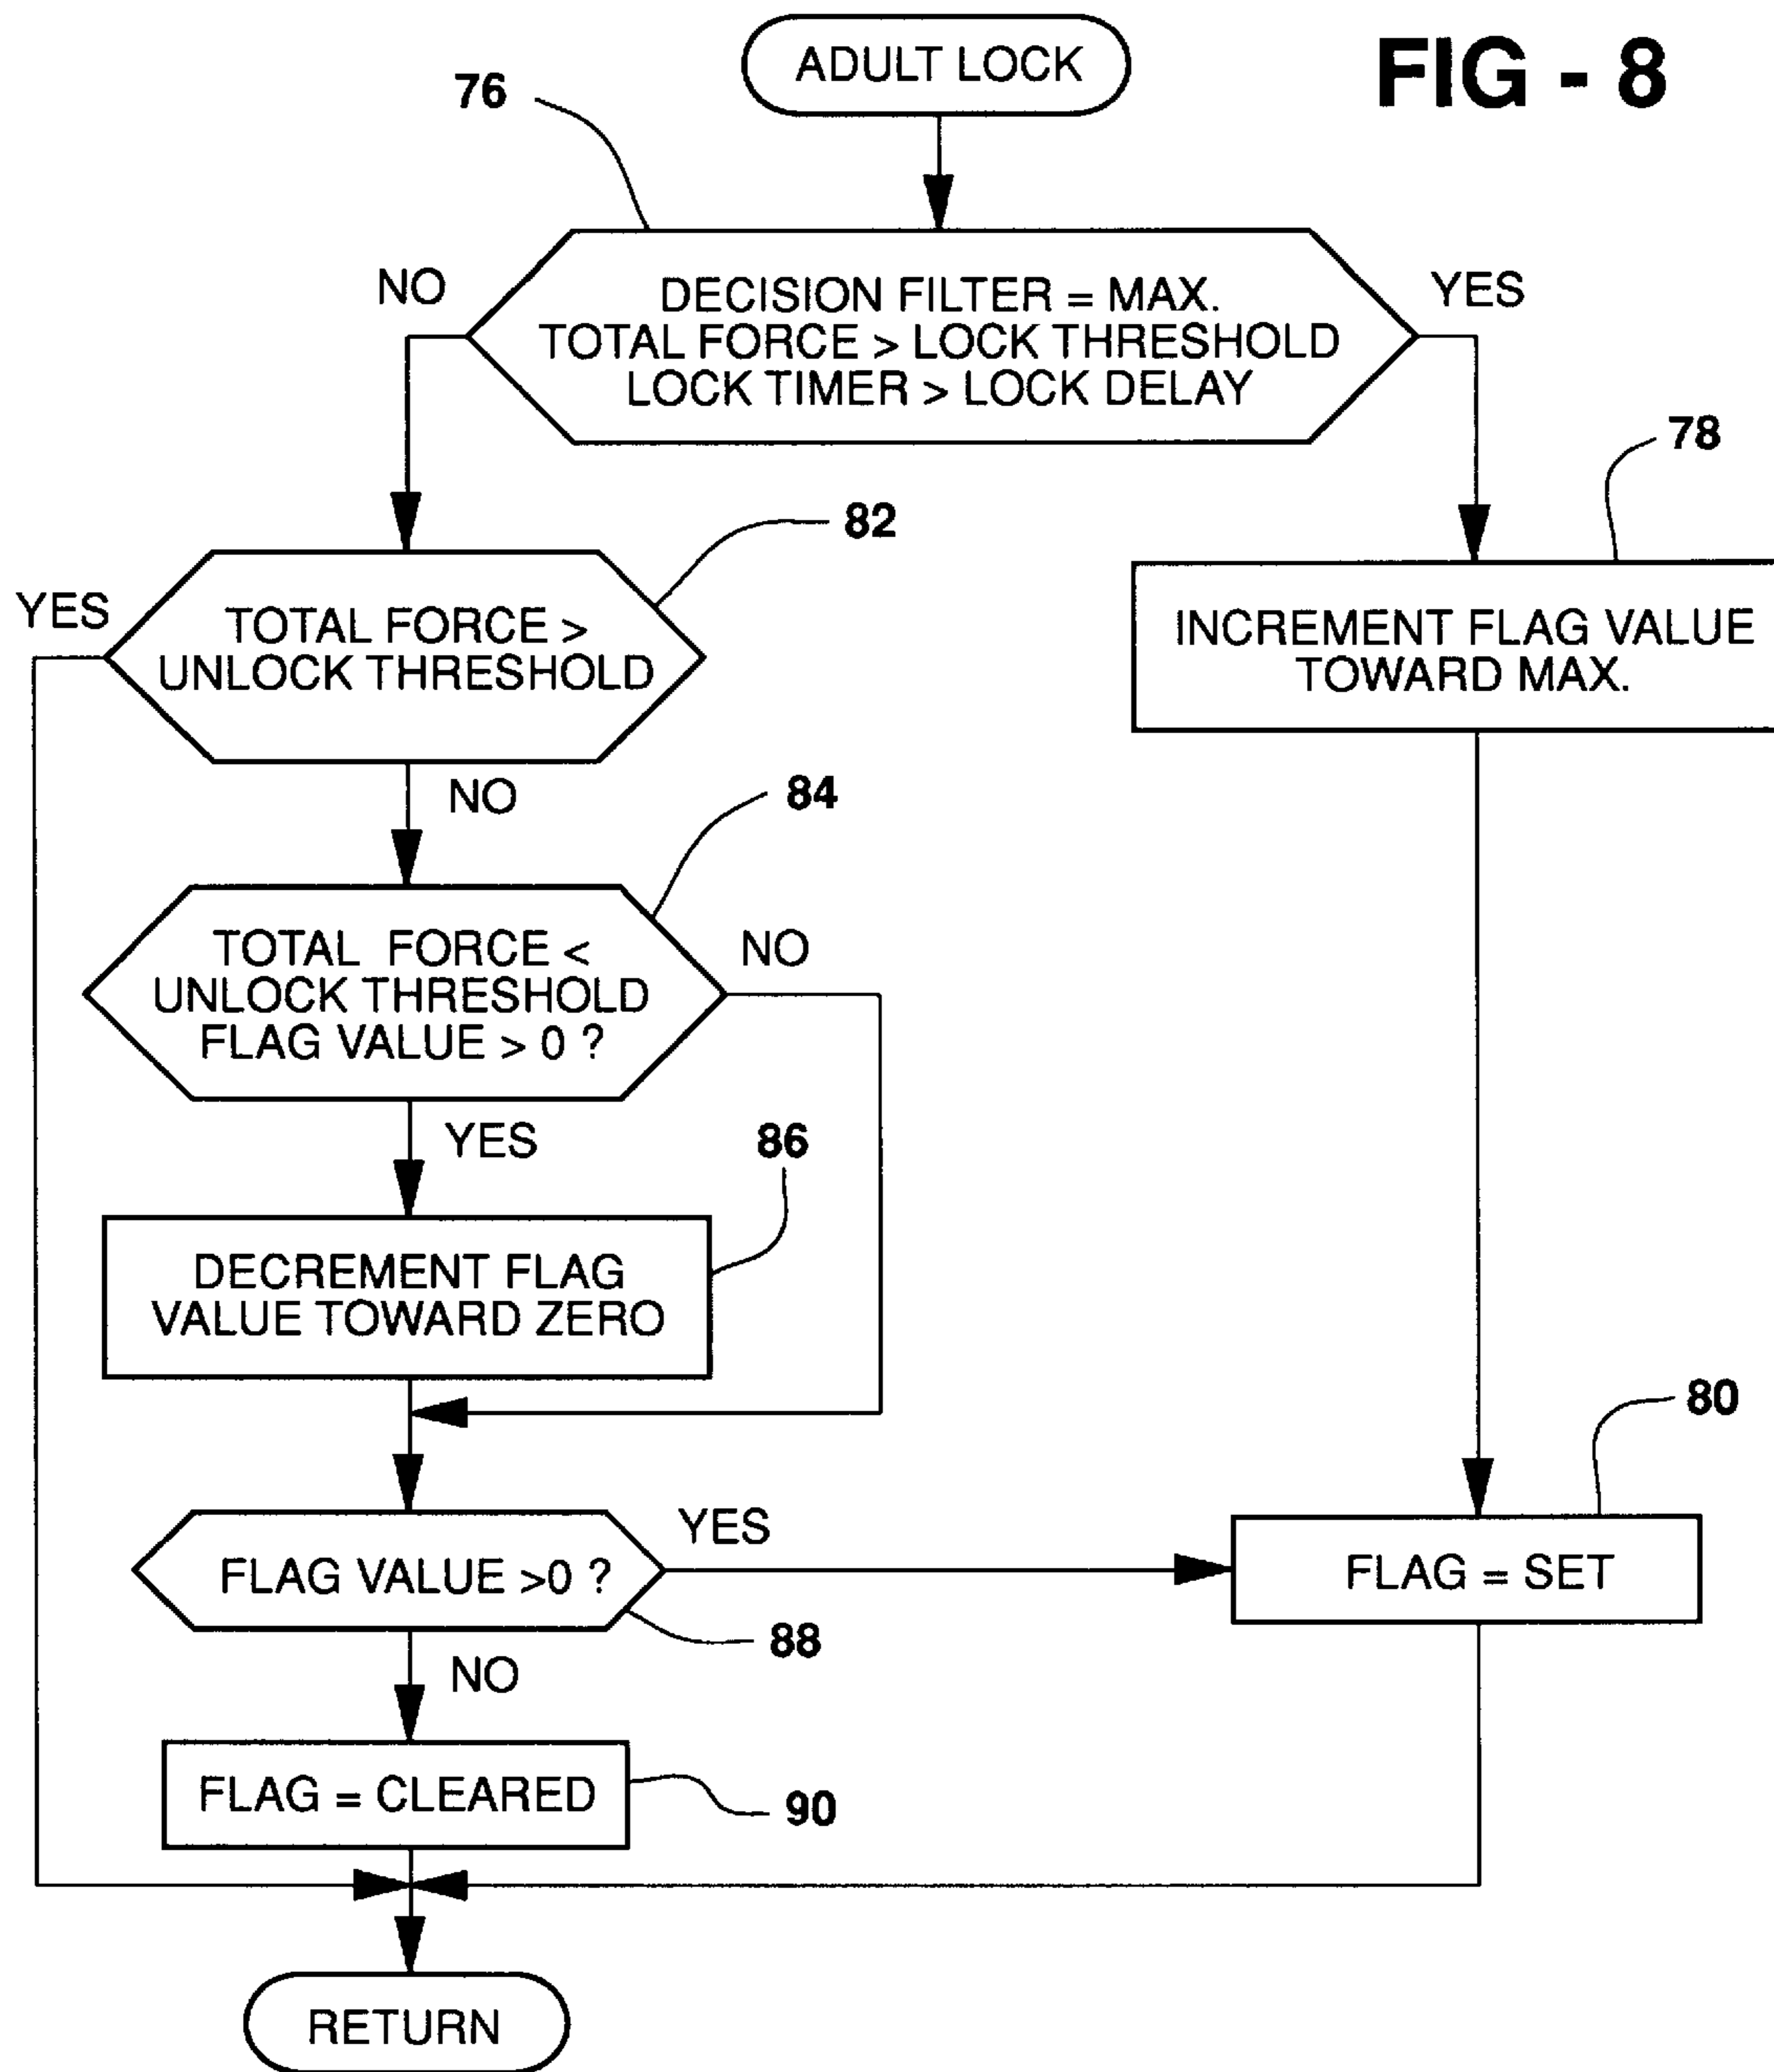 FIG - 8
ADULT LOCK
76
NO
YES
DECISION FILTER = MAX.
TOTAL FORCE > LOCK THRESHOLD
LOCK TIMER > LOCK DELAY
78
INCREMENT FLAG VALUE
TOWARD MAX.
82
YES
TOTAL FORCE >
UNLOCK THRESHOLD
NO
84
TOTAL FORCE <
UNLOCK THRESHOLD
FLAG VALUE > 0 ?
NO
YES
86
DECREMENT FLAG
VALUE TOWARD ZERO
80
FLAG VALUE >0 ?
YES
FLAG = SET
88
NO
FLAG = CLEARED
90
RETURN